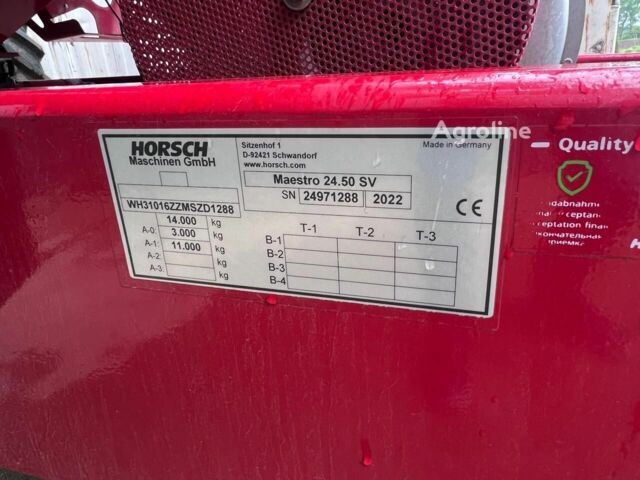 Agroline
HORSCH
Maschinen GmbH
Sitzenhof 1
D-92421 Schwandorf
www.horsch.com
Made in Germany
Maestro 24.50 SV
SN 24971288 2022
WH31016ZZMSZD1288
14.000 kg
A-0: 3.000 kg
A-1: 11.000 kg
A-2: kg
A-3: kg
T-1 T-2 T-3
B-1
B-2
B-3
B-4
CE
Quality